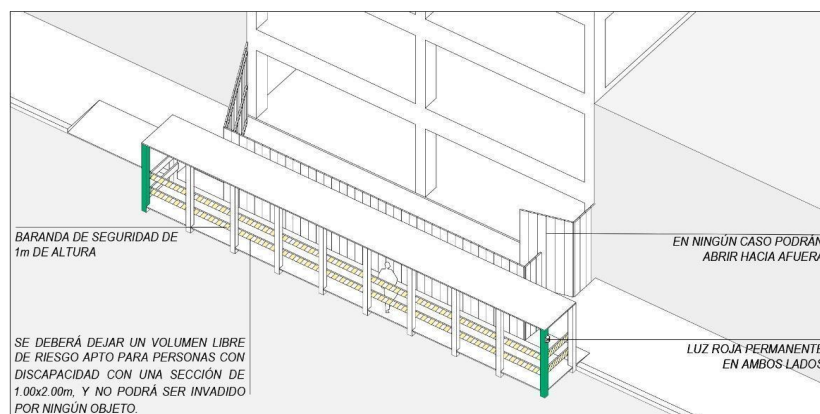 BARANDA DE SEGURIDAD DE
1m DE ALTURA
SE DEBERÁ DEJAR UN VOLUMEN LIBRE
DE RIESGO APTO PARA PERSONAS CON
DISCAPACIDAD CON UNA SECCIÓN DE
1.00x2.00m, Y NO PODRÁ SER INVADIDO
POR NINGÚN OBJETO.
EN NINGÚN CASO PODRÁN
ABRIR HACIA AFUERA
LUZ ROJA PERMANENTE
EN AMBOS LADOS